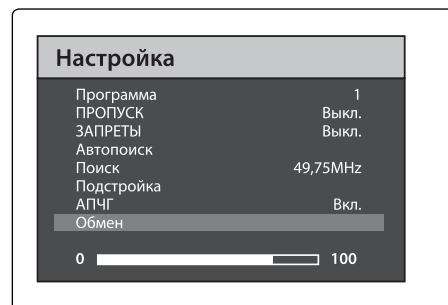 Настройка
Программа 1
ПРОПУСК Выкл.
ЗАПРЕТЫ Выкл.
Автопоиск
Поиск 49,75MHz
Подстройка
АПЧГ Вкл.
Обмен
0 100